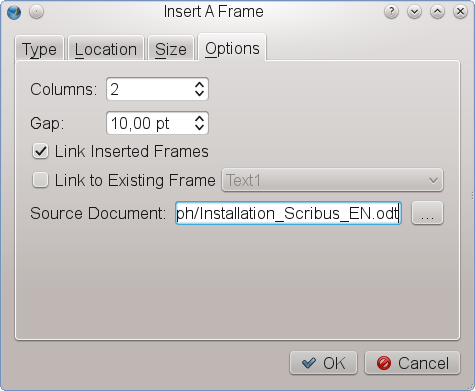 Insert A Frame
Type Location Size Options
Columns: 2
Gap: 10,00 pt
Link Inserted Frames
Link to Existing Frame Text1
Source Document: ph/Installation_Scribus_EN.odt ...
OK Cancel